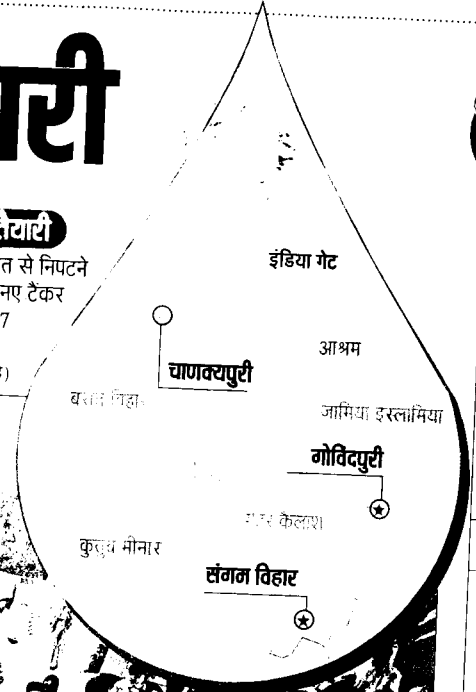 री
तैयारी
त से निपटने
नए टैंकर
7
)
इंडिया गेट
आश्रम
चाणक्यपुरी
जामिया इस्लामिया
गोविंदपुरी
कैलाश
कुतुब मीनार
संगम विहार